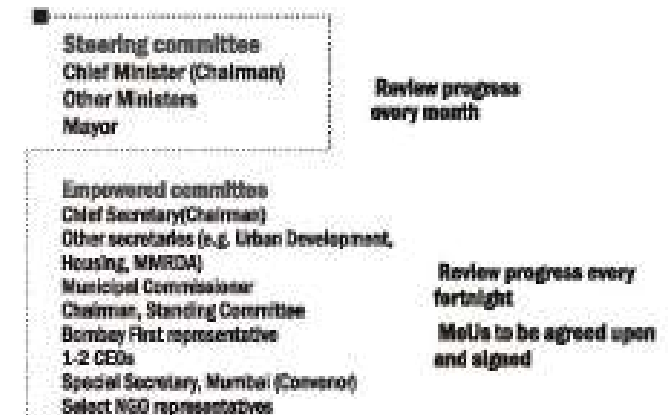 Steering committee
Chief Minister (Chairman)
Other Ministers
Mayor
Review progress
every month
Empowered committee
Chief Secretary(Chairman)
Other secretaries (e.g. Urban Development,
Housing, MMRDA)
Municipal Commissioner
Chairman, Standing Committee
Bombay First representative
1-2 CEOs
Special Secretary, Mumbai (Convenor)
Select NGO representatives
Review progress every
fortnight
MoUs to be agreed upon
and signed